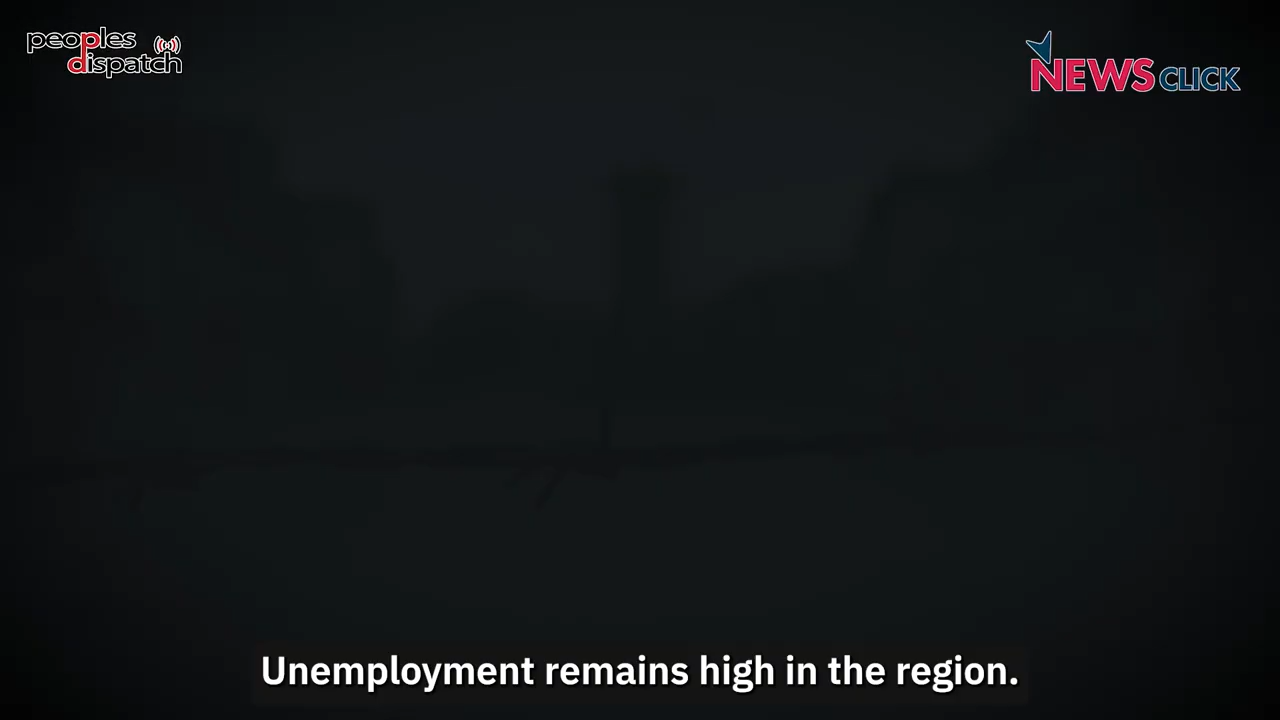 peoples
dispatch
NEWSCLICK
Unemployment remains high in the region.